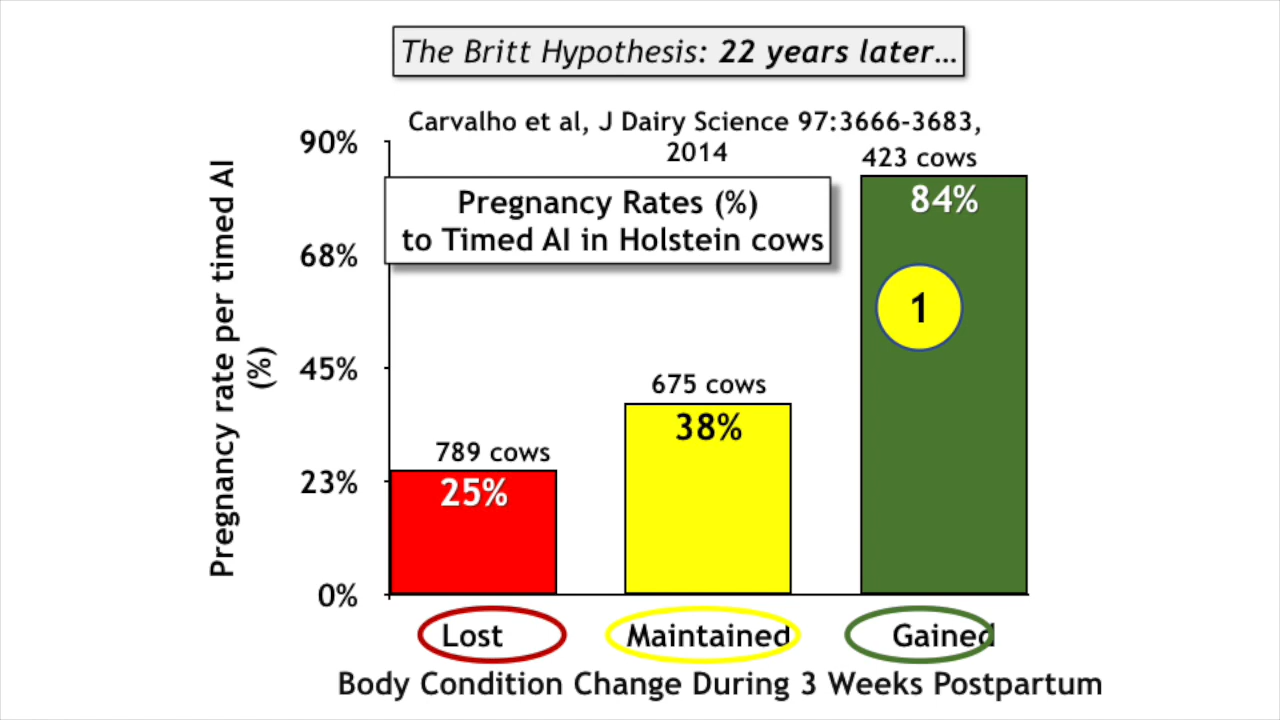 The Britt Hypothesis: 22 years later…
Carvalho et al, J Dairy Science 97:3666-3683,
2014
Pregnancy Rates (%)
to Timed AI in Holstein cows
Pregnancy rate per timed AI
(%)
90%
68%
45%
23%
0%
789 cows
25%
675 cows
38%
423 cows
84%
1
Lost
Maintained
Gained
Body Condition Change During 3 Weeks Postpartum